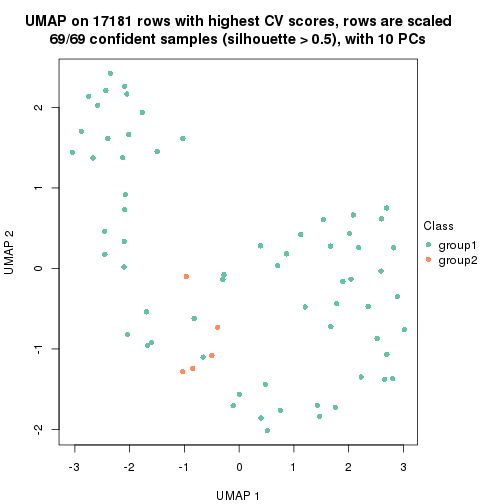 UMAP on 17181 rows with highest CV scores, rows are scaled
69/69 confident samples (silhouette > 0.5), with 10 PCs
2
1
0
-1
-2
UMAP 2
-3
-2
-1
0
1
2
3
UMAP 1
Class
group1
group2